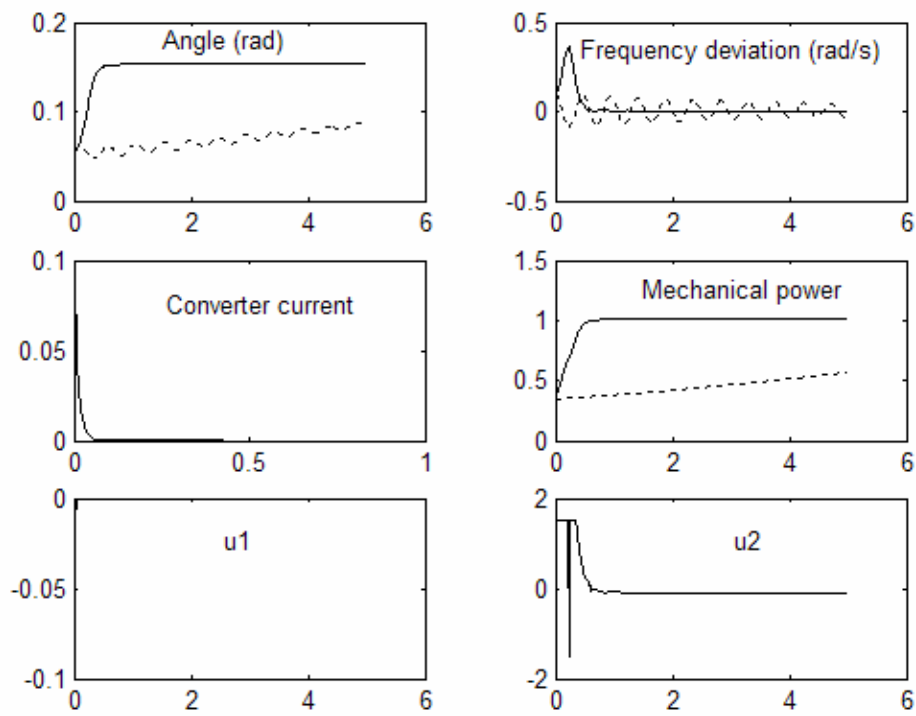 0.2
Angle (rad)
0.1
0
0 2 4 6
0.5
Frequency deviation (rad/s)
0
-0.5
0 2 4 6
0.1
Converter current
0.05
0
0 0.5 1
1.5
Mechanical power
1
0.5
0
0 2 4 6
0
u1
-0.05
-0.1
0 2 4 6
2
u2
0
-2
0 2 4 6